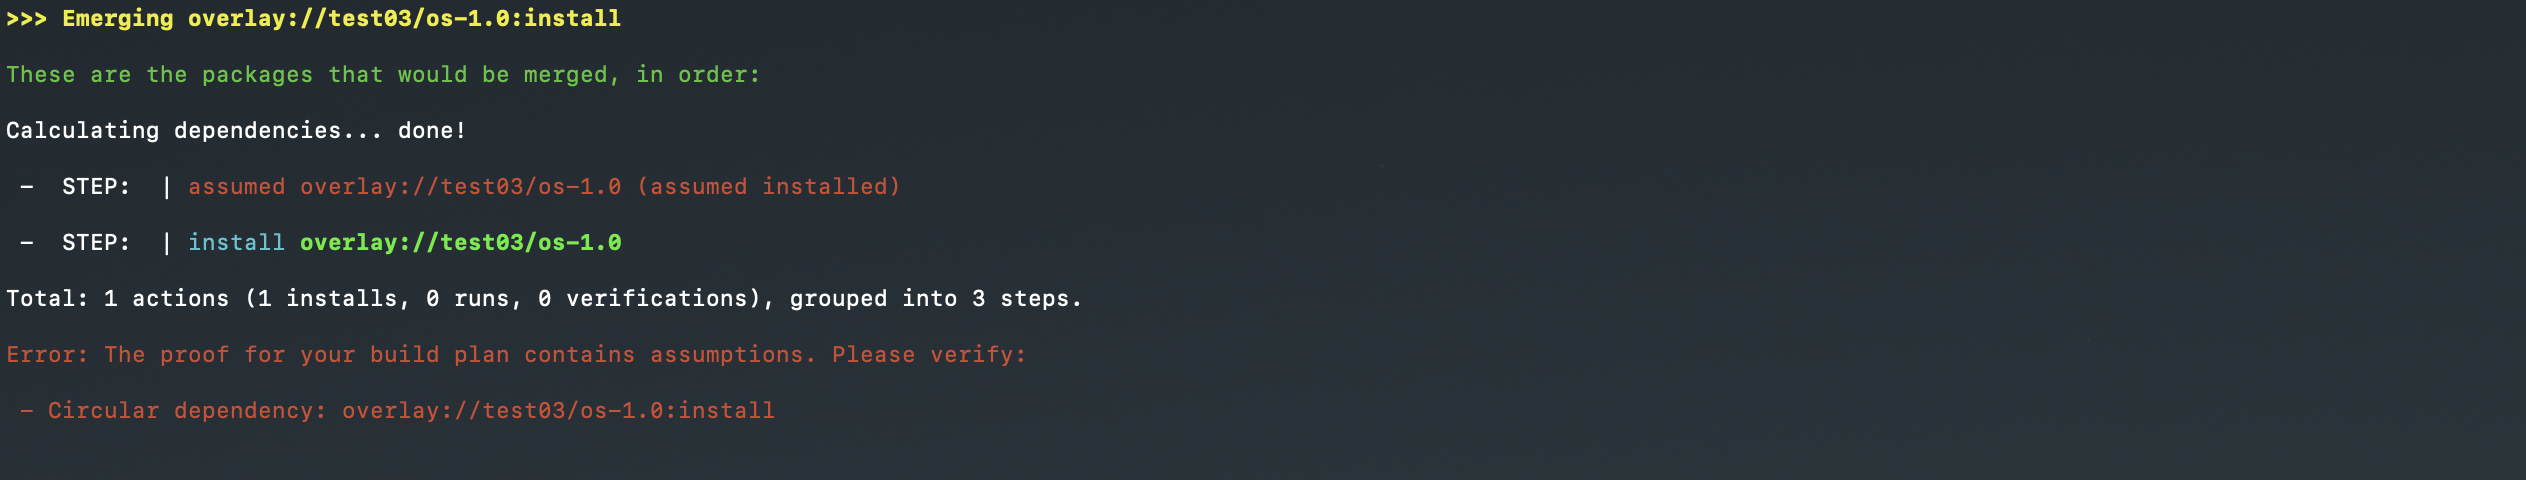 >>> Emerging overlay://test03/os-1.0:install
These are the packages that would be merged, in order:
Calculating dependencies... done!
 -  STEP:  | assumed overlay://test03/os-1.0 (assumed installed)
 -  STEP:  | install overlay://test03/os-1.0
Total: 1 actions (1 installs, 0 runs, 0 verifications), grouped into 3 steps.
Error: The proof for your build plan contains assumptions. Please verify:
 - Circular dependency: overlay://test03/os-1.0:install